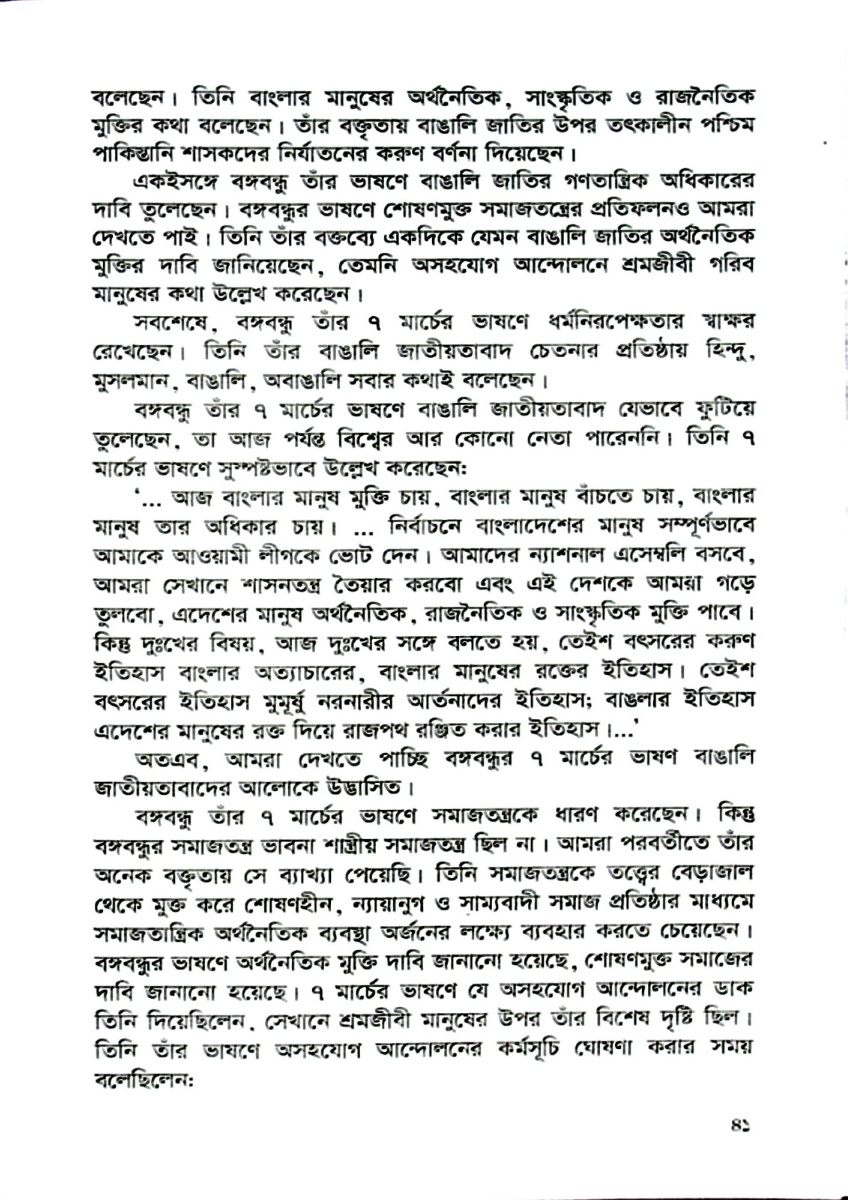 বলেছেন। তিনি বাংলার মানুষের অর্থনৈতিক, সাংস্কৃতিক ও রাজনৈতিক
মুক্তির কথা বলেছেন। তাঁর বক্তৃতায় বাঙালি জাতির উপর তৎকালীন পশ্চিম
পাকিস্তানি শাসকদের নির্যাতনের করুণ বর্ণনা দিয়েছেন।
একইসঙ্গে বঙ্গবন্ধু তাঁর ভাষণে বাঙালি জাতির গণতান্ত্রিক অধিকারের
দাবি তুলেছেন। বঙ্গবন্ধুর ভাষণে শোষণমুক্ত সমাজতন্ত্রের প্রতিফলনও আমরা
দেখতে পাই। তিনি তাঁর বক্তব্যে একদিকে যেমন বাঙালি জাতির অর্থনৈতিক
মুক্তির দাবি জানিয়েছেন, তেমনি অসহযোগ আন্দোলনে শ্রমজীবী গরিব
মানুষের কথা উল্লেখ করেছেন।
সবশেষে, বঙ্গবন্ধু তাঁর ৭ মার্চের ভাষণে ধর্মনিরপেক্ষতার স্বাক্ষর
রেখেছেন। তিনি তাঁর বাঙালি জাতীয়তাবাদ চেতনার প্রতিষ্ঠায় হিন্দু,
মুসলমান, বাঙালি, অবাঙালি সবার কথাই বলেছেন।
বঙ্গবন্ধু তাঁর ৭ মার্চের ভাষণে বাঙালি জাতীয়তাবাদ যেভাবে ফুটিয়ে
তুলেছেন, তা আজ পর্যন্ত বিশ্বের আর কোনো নেতা পারেননি। তিনি ৭
মার্চের ভাষণে সুস্পষ্টভাবে উল্লেখ করেছেন:
‘... আজ বাংলার মানুষ মুক্তি চায়, বাংলার মানুষ বাঁচতে চায়, বাংলার
মানুষ তার অধিকার চায়। ... নির্বাচনে বাংলাদেশের মানুষ সম্পূর্ণভাবে
আমাকে আওয়ামী লীগকে ভোট দেন। আমাদের ন্যাশনাল এসেম্বলি বসবে,
আমরা সেখানে শাসনতন্ত্র তৈয়ার করবো এবং এই দেশকে আমরা গড়ে
তুলবো, এদেশের মানুষ অর্থনৈতিক, রাজনৈতিক ও সাংস্কৃতিক মুক্তি পাবে।
কিন্তু দুঃখের বিষয়, আজ দুঃখের সঙ্গে বলতে হয়, তেইশ বৎসরের করুণ
ইতিহাস বাংলার অত্যাচারের, বাংলার মানুষের রক্তের ইতিহাস। তেইশ
বৎসরের ইতিহাস মুমূর্ষু নরনারীর আর্তনাদের ইতিহাস; বাঙলার ইতিহাস
এদেশের মানুষের রক্ত দিয়ে রাজপথ রঞ্জিত করার ইতিহাস।...’
অতএব, আমরা দেখতে পাচ্ছি বঙ্গবন্ধুর ৭ মার্চের ভাষণ বাঙালি
জাতীয়তাবাদের আলোকে উদ্ভাসিত।
বঙ্গবন্ধু তাঁর ৭ মার্চের ভাষণে সমাজতন্ত্রকে ধারণ করেছেন। কিন্তু
বঙ্গবন্ধুর সমাজতন্ত্র ভাবনা শাস্ত্রীয় সমাজতন্ত্র ছিল না। আমরা পরবর্তীতে তাঁর
অনেক বক্তৃতায় সে ব্যাখ্যা পেয়েছি। তিনি সমাজতন্ত্রকে তত্ত্বের বেড়াজাল
থেকে মুক্ত করে শোষণহীন, ন্যায়ানুগ ও সাম্যবাদী সমাজ প্রতিষ্ঠার মাধ্যমে
সমাজতান্ত্রিক অর্থনৈতিক ব্যবস্থা অর্জনের লক্ষ্যে ব্যবহার করতে চেয়েছেন।
বঙ্গবন্ধুর ভাষণে অর্থনৈতিক মুক্তি দাবি জানানো হয়েছে, শোষণমুক্ত সমাজের
দাবি জানানো হয়েছে। ৭ মার্চের ভাষণে যে অসহযোগ আন্দোলনের ডাক
তিনি দিয়েছিলেন, সেখানে শ্রমজীবী মানুষের উপর তাঁর বিশেষ দৃষ্টি ছিল।
তিনি তাঁর ভাষণে অসহযোগ আন্দোলনের কর্মসূচি ঘোষণা করার সময়
বলেছিলেন:
৪১